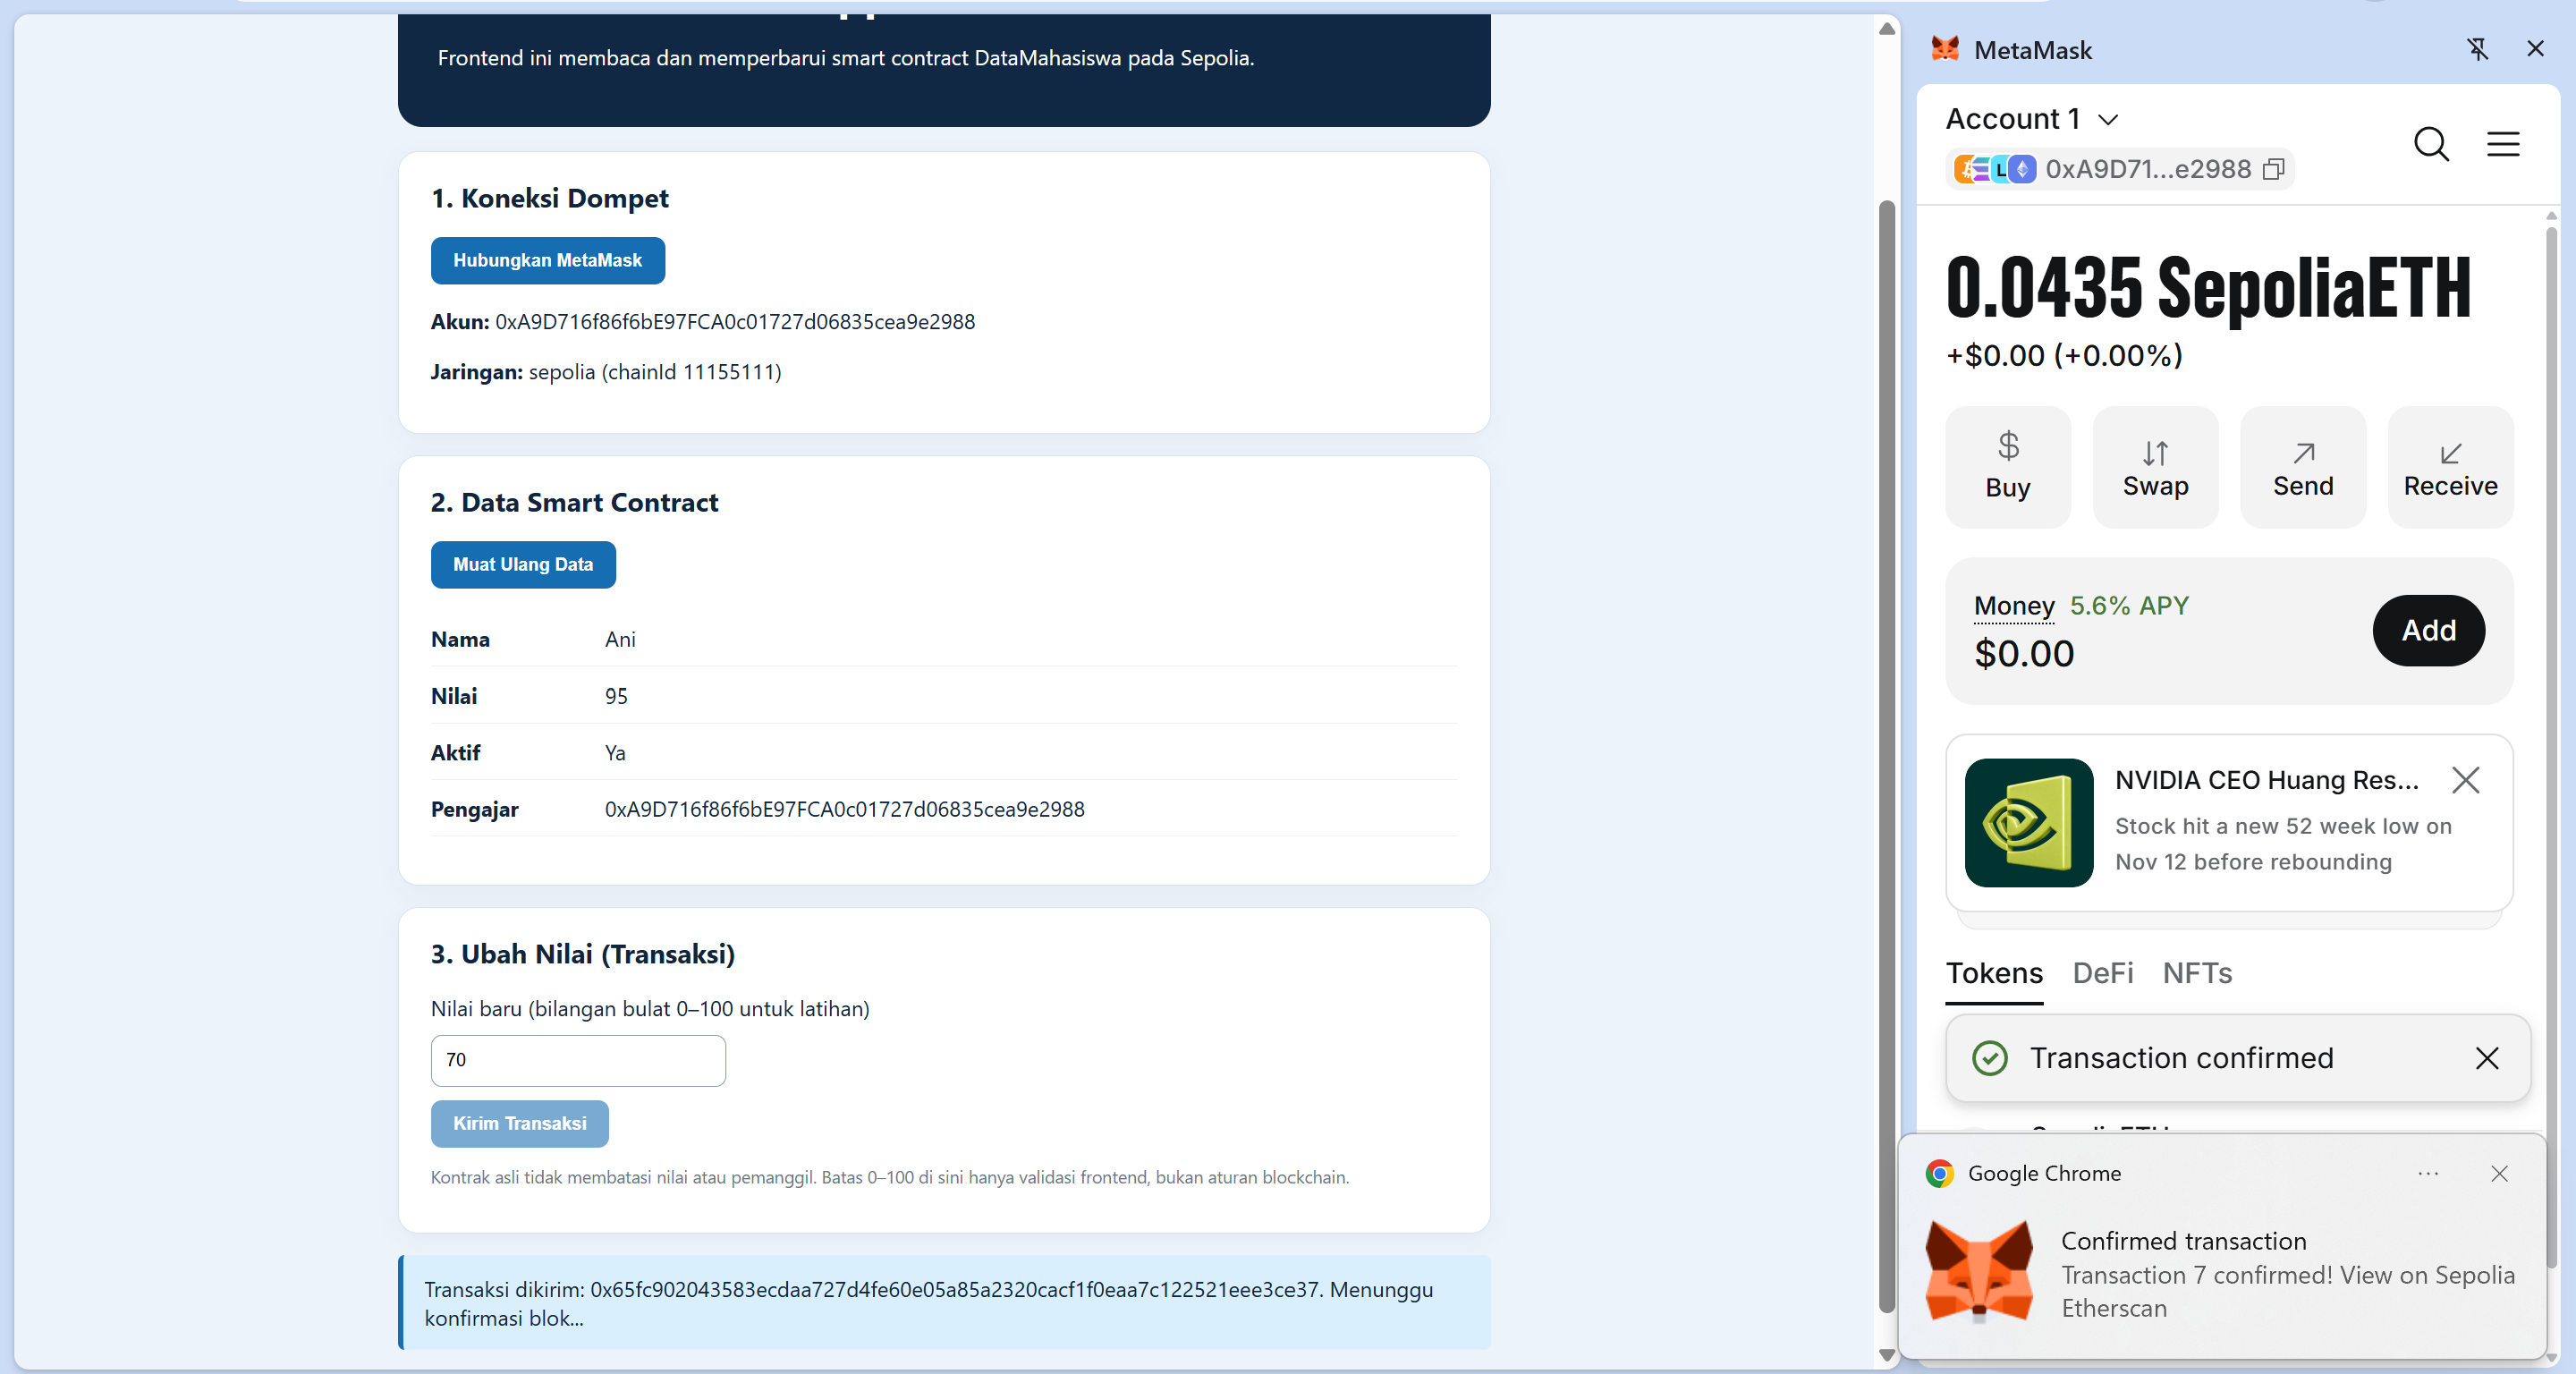 Frontend ini membaca dan memperbarui smart contract DataMahasiswa pada Sepolia.
1. Koneksi Dompet
Hubungkan MetaMask
Akun: 0xA9D716f86f6bE97FCA0c01727d06835cea9e2988
Jaringan: sepolia (chainId 11155111)
2. Data Smart Contract
Muat Ulang Data
Nama Ani
Nilai 95
Aktif Ya
Pengajar 0xA9D716f86f6bE97FCA0c01727d06835cea9e2988
3. Ubah Nilai (Transaksi)
Nilai baru (bilangan bulat 0–100 untuk latihan)
70
Kirim Transaksi
Kontrak asli tidak membatasi nilai atau pemanggil. Batas 0–100 di sini hanya validasi frontend, bukan aturan blockchain.
Transaksi dikirim: 0x65fc902043583ecdaa727d4fe60e05a85a2320cacf1f0eaa7c122521eee3ce37. Menunggu
konfirmasi blok...
MetaMask
Account 1
0xA9D71...e2988
0.0435 SepoliaETH
+$0.00 (+0.00%)
Buy
Swap
Send
Receive
Money 5.6% APY
$0.00
Add
NVIDIA CEO Huang Res...
Stock hit a new 52 week low on
Nov 12 before rebounding
Tokens DeFi NFTs
Transaction confirmed
Google Chrome
Confirmed transaction
Transaction 7 confirmed! View on Sepolia
Etherscan